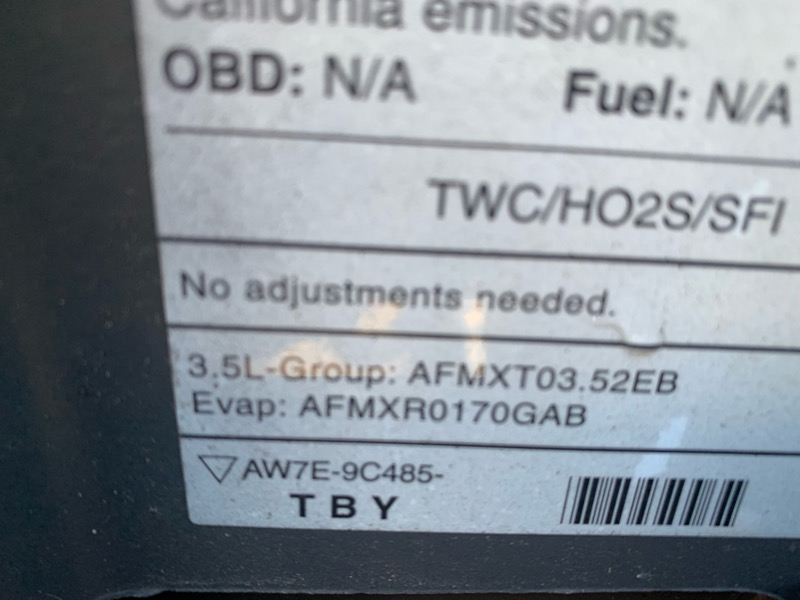 California emissions.
OBD: N/A Fuel: N/A
TWC/HO2S/SFI
No adjustments needed.
3.5L-Group: AFMXT03.52EB
Evap: AFMXR0170GAB
AW7E-9C485-
TBY